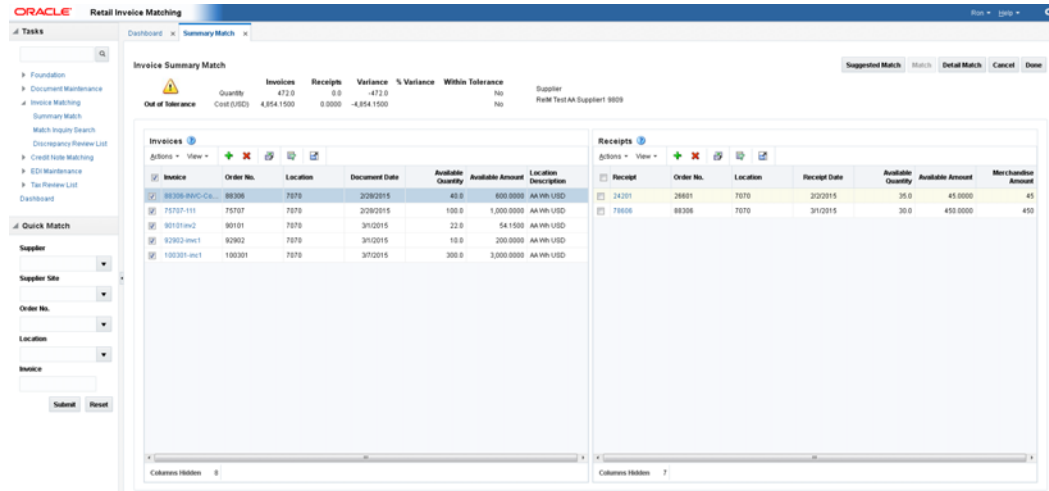 ORACLE Retail Invoice Matching
Ron Help
Tasks
Foundation
Document Maintenance
Invoice Matching
Summary Match
Match Inquiry Search
Discrepancy Review List
Credit Note Matching
EDI Maintenance
Tax Review List
Dashboard
Quick Match
Supplier
Supplier Site
Order No.
Location
Invoice
Submit Reset
Dashboard Summary Match
Invoice Summary Match
Suggested Match Match Detail Match Cancel Done
Invoices Receipts Variance % Variance Within Tolerance
Quantity 472.0 0.0 -472.0 No
Out of Tolerance Cost (USD) 4,854.1500 0.0000 -4,854.1500 No
Supplier
ReIM Test AA Supplier1 9809
Invoices
Actions View
Invoice Order No. Location Document Date Available Quantity Available Amount Location Description
88306-INVC-Ca... 88306 7070 2/28/2015 40.0 600.0000 AA Wh USD
75707-111 75707 7070 2/28/2015 100.0 1,000.0000 AA Wh USD
90101inv2 90101 7070 3/1/2015 22.0 54.1500 AA Wh USD
92902-invc1 92902 7070 3/1/2015 10.0 200.0000 AA Wh USD
100301-inc1 100301 7070 3/7/2015 300.0 3,000.0000 AA Wh USD
Columns Hidden 8
Receipts
Actions View
Receipt Order No. Location Receipt Date Available Quantity Available Amount Merchandise Amount
24201 26601 7070 2/2/2015 35.0 45.0000 45
78608 88306 7070 3/1/2015 30.0 450.0000 450
Columns Hidden 7